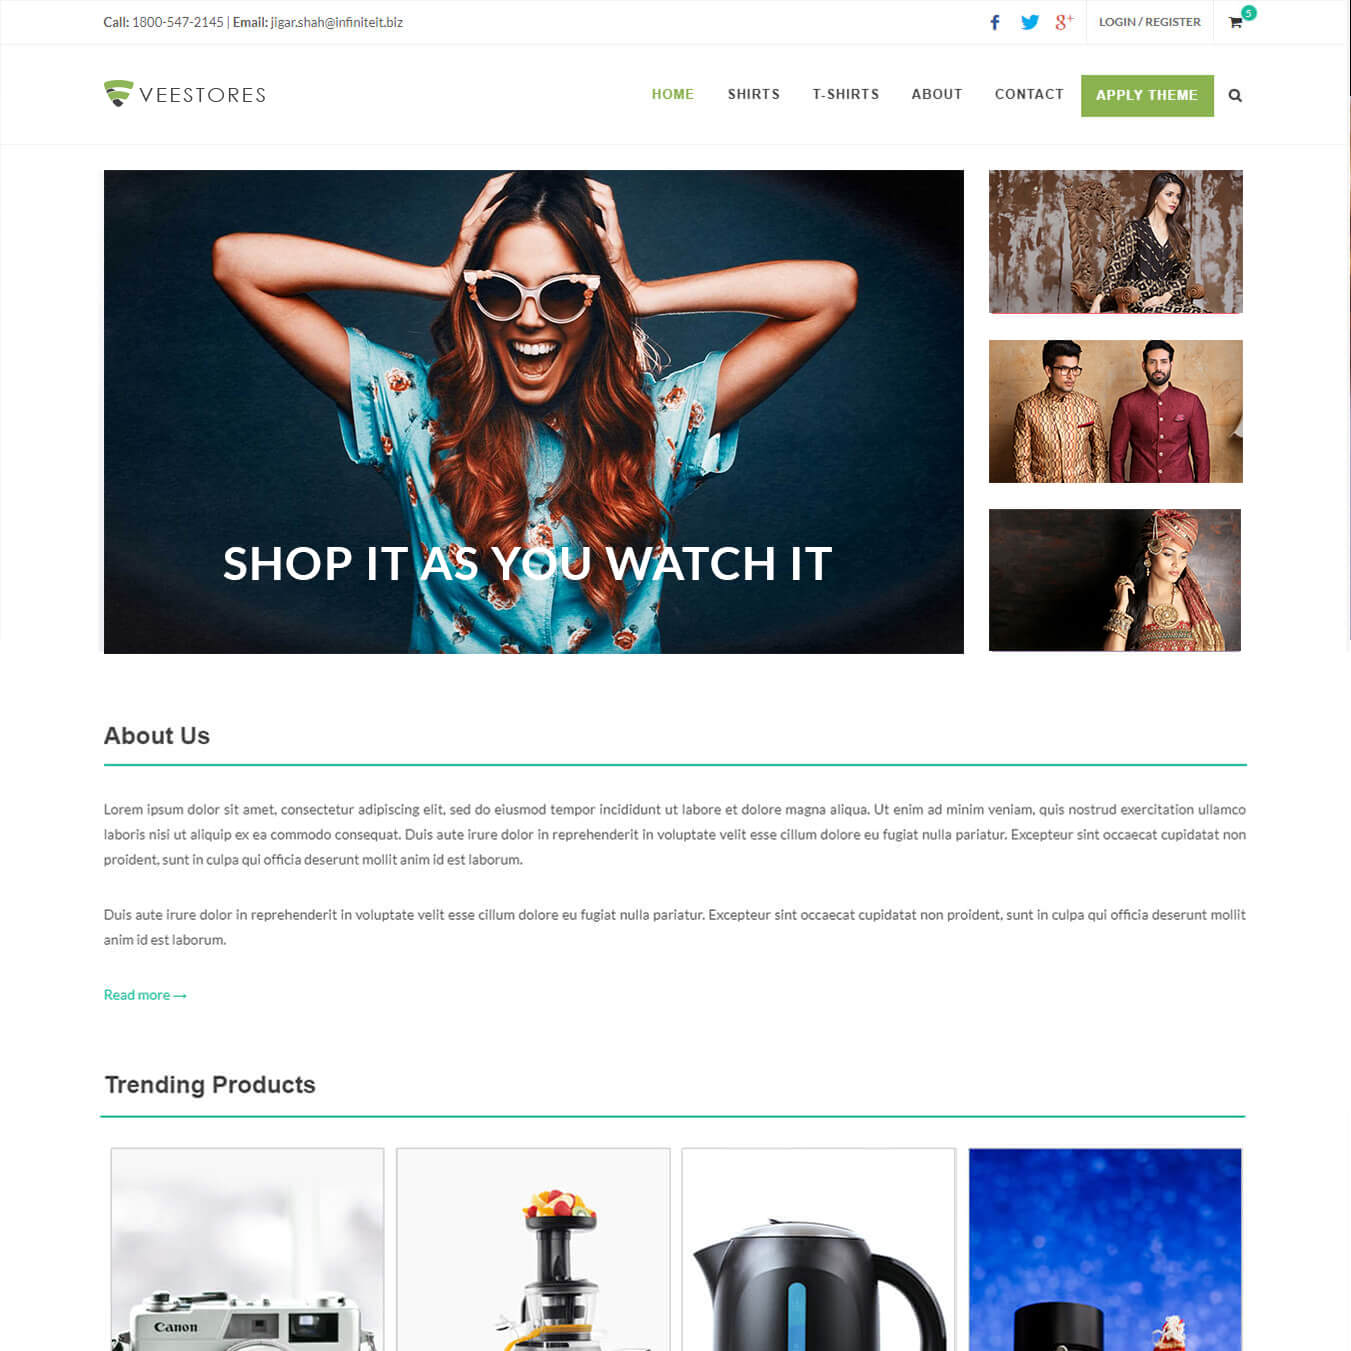 Call: 1800-547-2145 | Email: jigar.shah@infiniteit.biz
8+
LOGIN / REGISTER
5
VEESTORES
HOME SHIRTS T-SHIRTS ABOUT CONTACT APPLY THEME
SHOP IT AS YOU WATCH IT
About Us
Lorem ipsum dolor sit amet, consectetur adipiscing elit, sed do eiusmod tempor incididunt ut labore et dolore magna aliqua. Ut enim ad minim veniam, quis nostrud exercitation ullamco
laboris nisi ut aliquip ex ea commodo consequat. Duis aute irure dolor in reprehenderit in voluptate velit esse cillum dolore eu fugiat nulla pariatur. Excepteur sint occaecat cupidatat non
proident, sunt in culpa qui officia deserunt mollit anim id est laborum.
Duis aute irure dolor in reprehenderit in voluptate velit esse cillum dolore eu fugiat nulla pariatur. Excepteur sint occaecat cupidatat non proident, sunt in culpa qui officia deserunt mollit
anim id est laborum.
Read more →
Trending Products
Canon